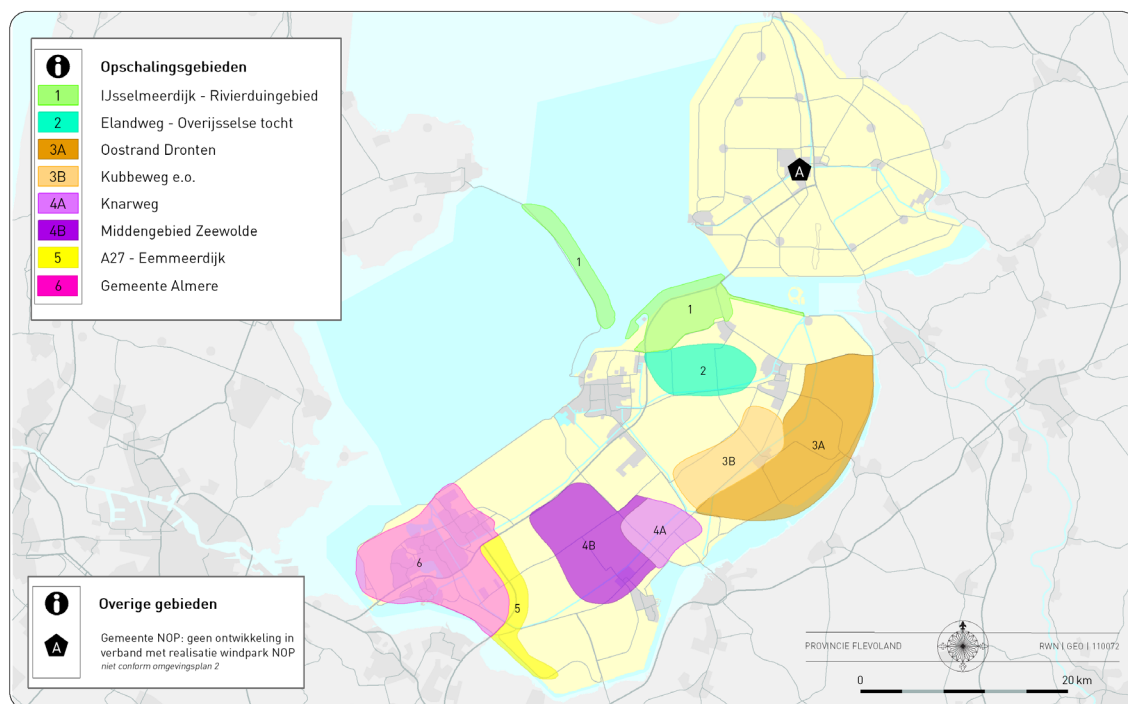 Opschalingsgebieden
1 IJsselmeerdijk - Rivierduingebied
2 Elandweg - Overijsselse tocht
3A Oostrand Dronten
3B Kubbeweg e.o.
4A Knarweg
4B Middengebied Zeewolde
5 A27 - Eemmeerdijk
6 Gemeente Almere
A
1
1
2
3A
3B
4A
4B
6
5
Overige gebieden
A Gemeente NOP: geen ontwikkeling in
verband met realisatie windpark NOP
niet conform omgevingsplan 2
PROVINCIE FLEVOLAND
RWN | GEO | 110072
0 20 km